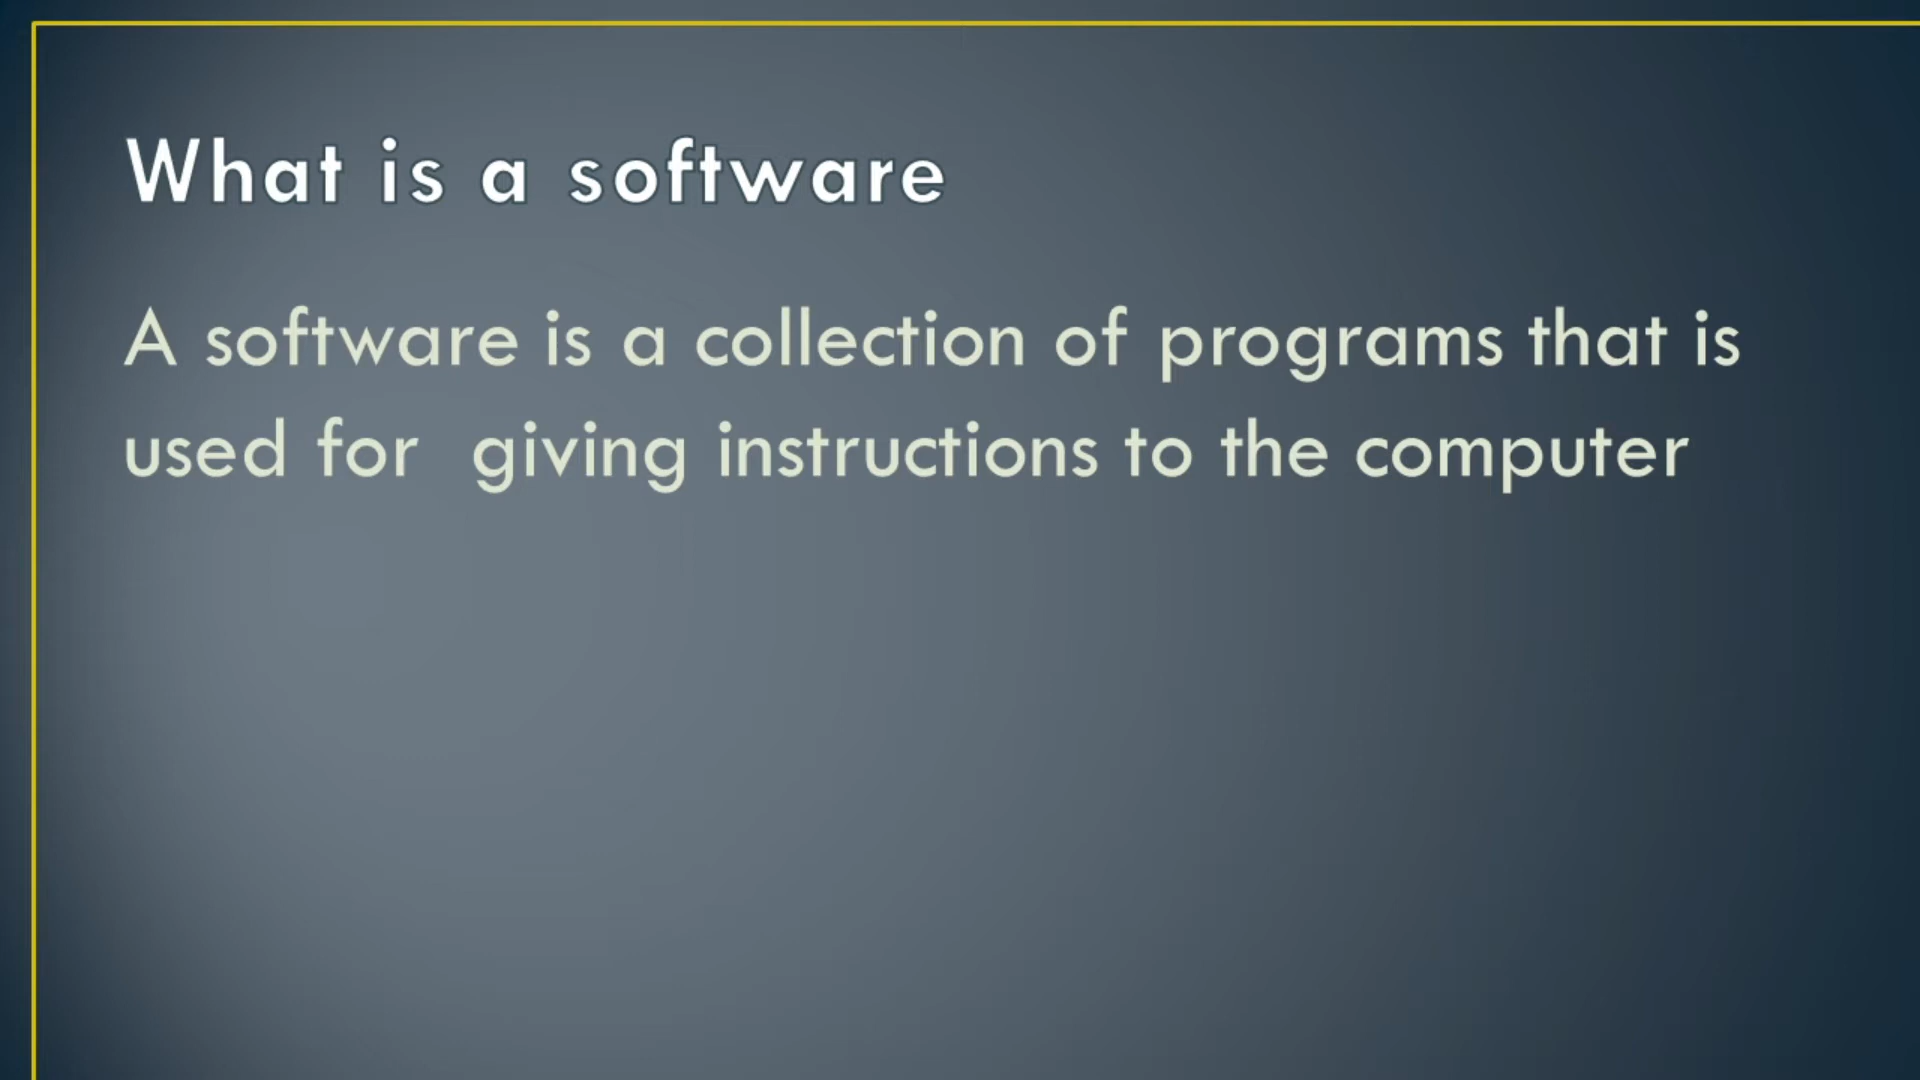 What is a software
A software is a collection of programs that is
used for  giving instructions to the computer